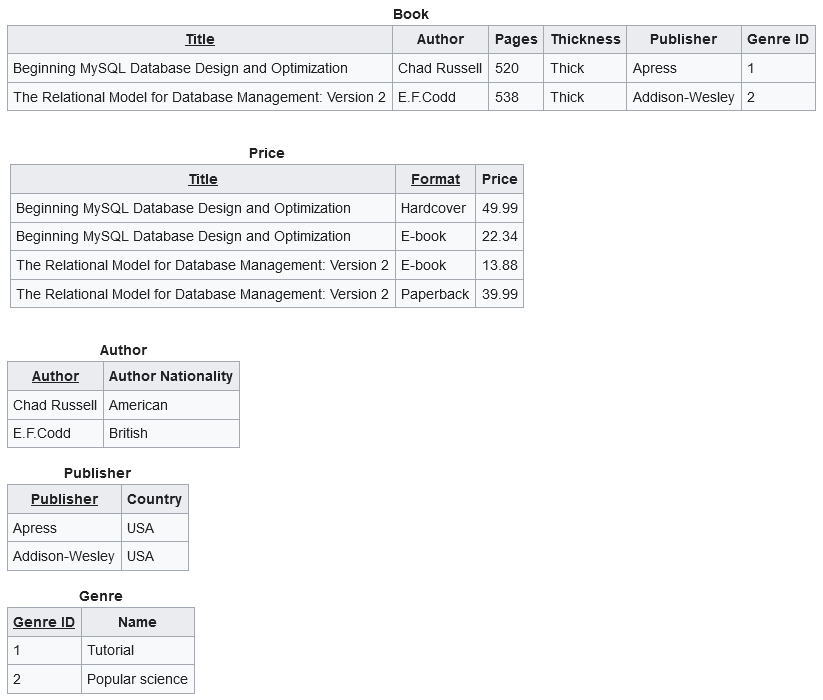 Book
Title Author Pages Thickness Publisher Genre ID
Beginning MySQL Database Design and Optimization Chad Russell 520 Thick Apress 1
The Relational Model for Database Management: Version 2 E.F.Codd 538 Thick Addison-Wesley 2
Price
Title Format Price
Beginning MySQL Database Design and Optimization Hardcover 49.99
Beginning MySQL Database Design and Optimization E-book 22.34
The Relational Model for Database Management: Version 2 E-book 13.88
The Relational Model for Database Management: Version 2 Paperback 39.99
Author
Author Author Nationality
Chad Russell American
E.F.Codd British
Publisher
Publisher Country
Apress USA
Addison-Wesley USA
Genre
Genre ID Name
1 Tutorial
2 Popular science